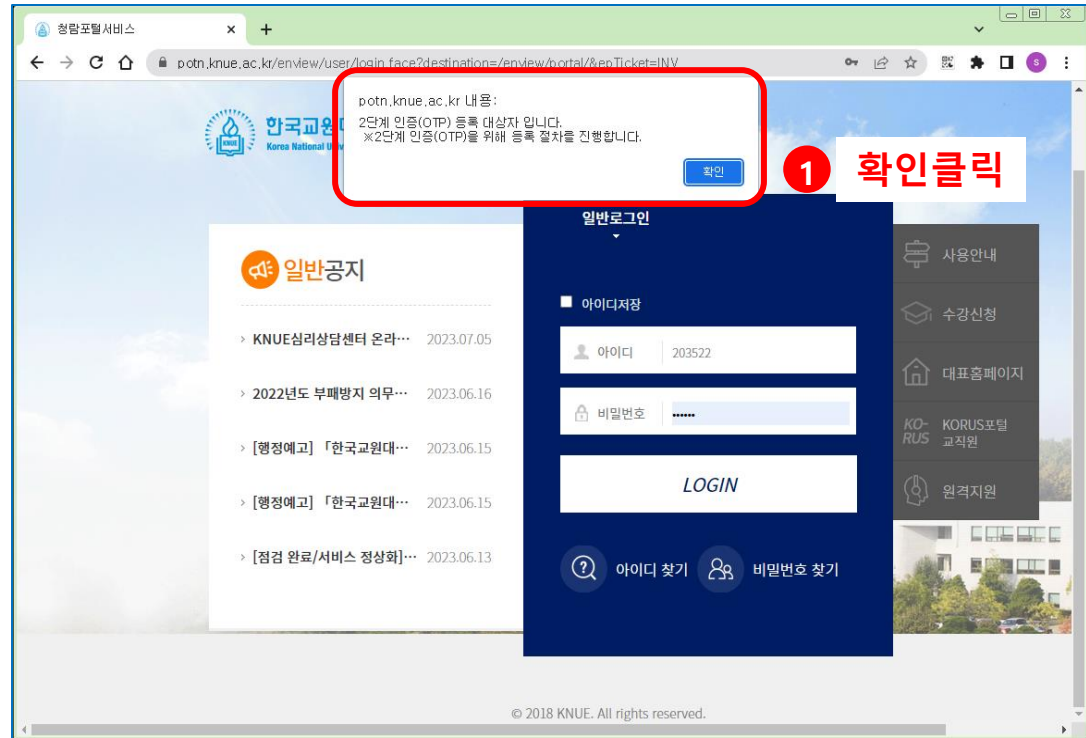 청람포털서비스
potn.knue.ac.kr/enview/user/login.face?destination=/enview/portal/&epTicket=INV
potn.knue.ac.kr 내용:
2단계 인증(OTP) 등록 대상자 입니다.
※2단계 인증(OTP)을 위해 등록 절차를 진행합니다.
확인
1 확인클릭
한국교원
Korea National
일반로그인
일반공지
KNUE심리상담센터 온라··· 2023.07.05
2022년도 부패방지 의무··· 2023.06.16
[행정예고] 「한국교원대··· 2023.06.15
[행정예고] 「한국교원대··· 2023.06.15
[점검 완료/서비스 정상화]··· 2023.06.13
아이디저장
아이디 203522
비밀번호 ••••••
LOGIN
아이디 찾기 비밀번호 찾기
사용안내
수강신청
대표홈페이지
KO-RUS KORUS포털
교직원
원격지원
© 2018 KNUE. All rights reserved.